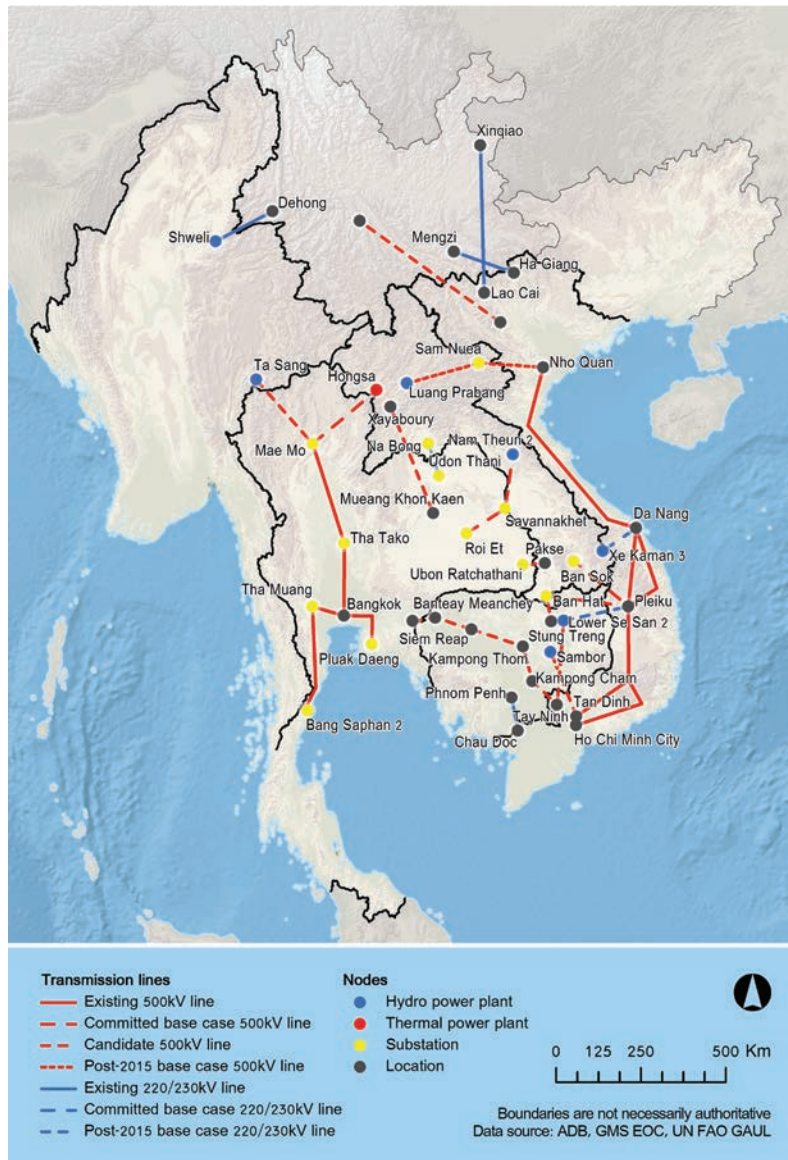 Xinqiao
Dehong
Shweli
Mengzi
Ha Giang
Lao Cai
Sam Nuea
Nho Quan
Ta Sang
Hongsa
Luang Prabang
Xayaboury
Mae Mo
Na Bong
Nam Theun 2
Udon Thani
Mueang Khon Kaen
Savannakhet
Da Nang
Tha Tako
Roi Et
Pakse
Xe Kaman 3
Ubon Ratchathani
Ban Sok
Tha Muang
Bangkok
Banteay Meanchey
Ban Hat
Pleiku
Siem Reap
Stung Treng
Lower Se San 2
Pluak Daeng
Kampong Thom
Sambor
Kampong Cham
Phnom Penh
Tan Dinh
Bang Saphan 2
Tay Ninh
Chau Doc
Ho Chi Minh City
Transmission lines
Existing 500kV line
Committed base case 500kV line
Candidate 500kV line
Post-2015 base case 500kV line
Existing 220/230kV line
Committed base case 220/230kV line
Post-2015 base case 220/230kV line
Nodes
Hydro power plant
Thermal power plant
Substation
Location
0 125 250 500 Km
Boundaries are not necessarily authoritative
Data source: ADB, GMS EOC, UN FAO GAUL